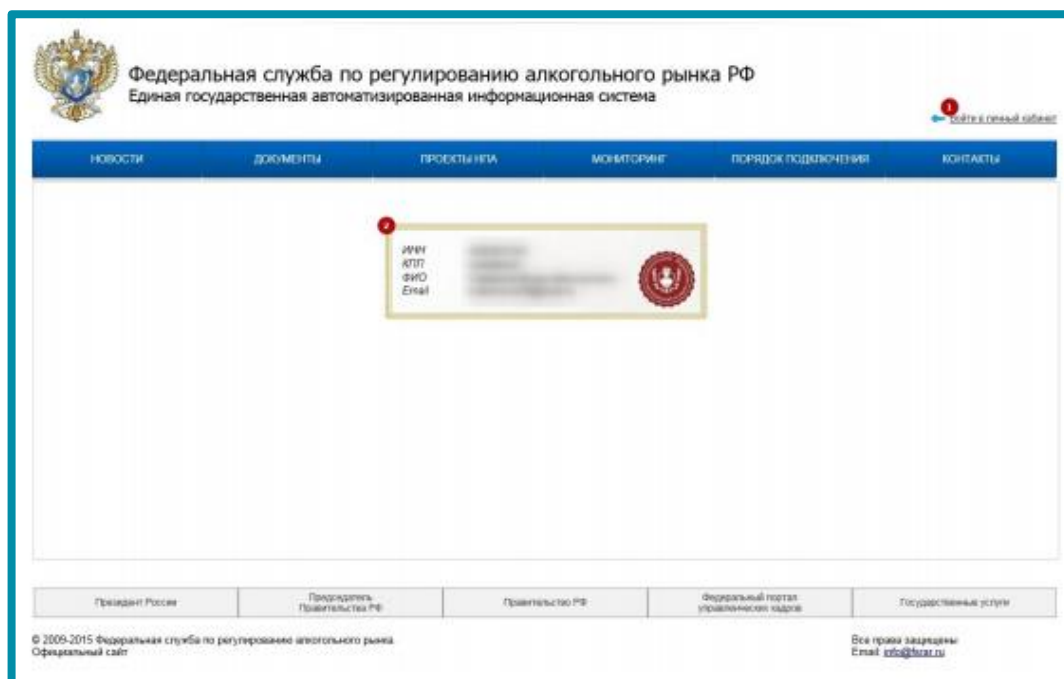 Федеральная служба по регулированию алкогольного рынка РФ
Единая государственная автоматизированная информационная система
1
Войти в личный кабинет
НОВОСТИ
ДОКУМЕНТЫ
ПРОЕКТЫ НПА
МОНИТОРИНГ
ПОРЯДОК ПОДКЛЮЧЕНИЯ
КОНТАКТЫ
2
ИНН
КПП
ФИО
Email
Президент России
Председатель
Правительства РФ
Правительство РФ
Федеральный портал
управленческих кадров
Государственные услуги
© 2009-2015 Федеральная служба по регулированию алкогольного рынка
Официальный сайт
Все права защищены
Email: info@fsrar.ru